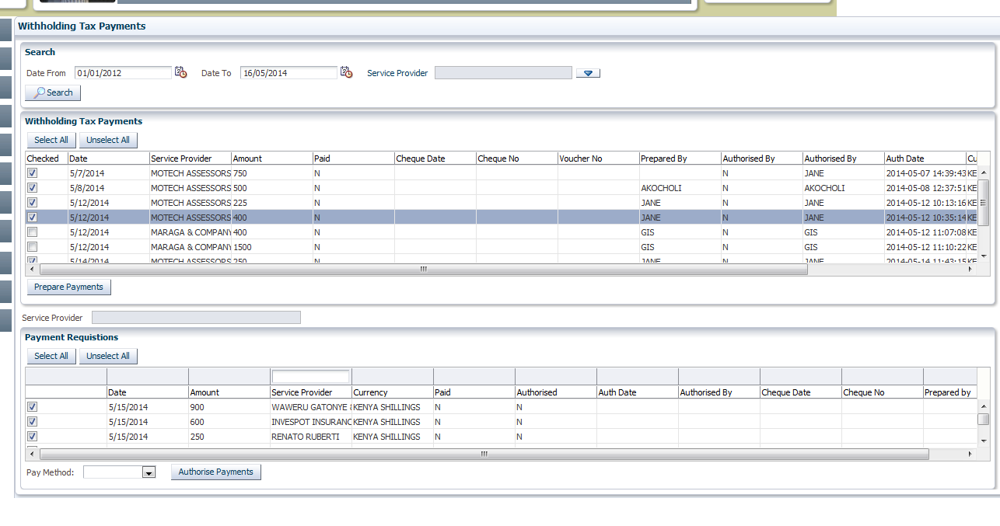 Withholding Tax Payments
Search
Date From 01/01/2012 Date To 16/05/2014 Service Provider
Search
Withholding Tax Payments
Select All Unselect All
Checked Date Service Provider Amount Paid Cheque Date Cheque No Voucher No Prepared By Authorised By Authorised By Auth Date Cu
5/7/2014 MOTECH ASSESSORS 750 N N JANE 2014-05-07 14:39:43 KE
5/8/2014 MOTECH ASSESSORS 500 N AKOCHOLI N AKOCHOLI 2014-05-08 12:37:51 KE
5/12/2014 MOTECH ASSESSORS 225 N JANE N JANE 2014-05-12 10:13:16 KE
5/12/2014 MOTECH ASSESSORS 400 N JANE N JANE 2014-05-12 10:35:14 KE
5/12/2014 MARAGA & COMPANY 400 N GIS N GIS 2014-05-12 11:07:08 KE
5/12/2014 MARAGA & COMPANY 1500 N GIS N GIS 2014-05-12 11:10:22 KE
5/14/2014 MOTECH ASSESSORS 250 N JANE N JANE 2014-05-14 11:43:15 KE
Prepare Payments
Service Provider
Payment Requistions
Select All Unselect All
Date Amount Service Provider Currency Paid Authorised Auth Date Authorised By Cheque Date Cheque No Prepared by
5/15/2014 900 WAWERU GATONYE & KENYA SHILLINGS N N
5/15/2014 600 INVESPOT INSURANC KENYA SHILLINGS N N
5/15/2014 250 RENATO RUBERTI KENYA SHILLINGS N N
Pay Method: Authorise Payments